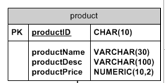 product
PK productID CHAR(10)
productName VARCHAR(30)
productDesc VARCHAR(100)
productPrice NUMERIC(10,2)